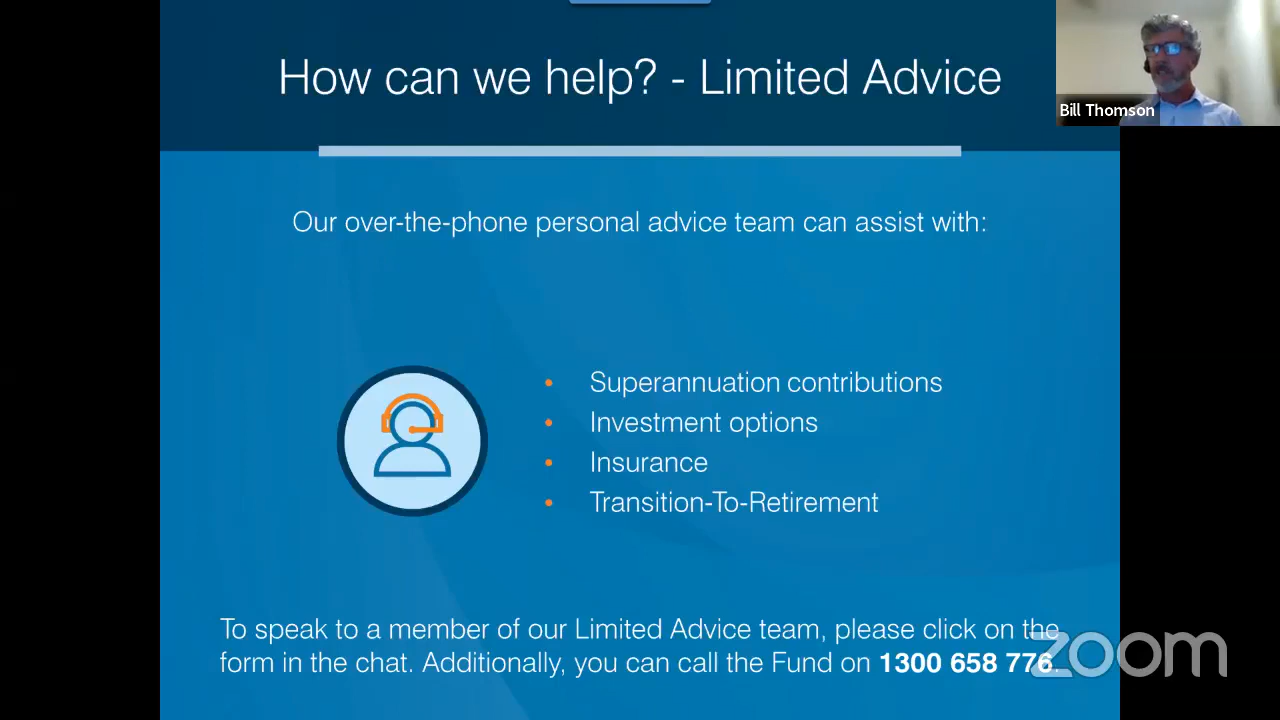 How can we help? - Limited Advice
Bill Thomson
Our over-the-phone personal advice team can assist with:
• Superannuation contributions
• Investment options
• Insurance
• Transition-To-Retirement
To speak to a member of our Limited Advice team, please click on the
form in the chat. Additionally, you can call the Fund on 1300 658 776.
zoom